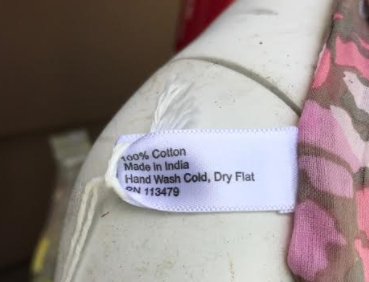 100% Cotton
Made in India
Hand Wash Cold, Dry Flat
RN 113479